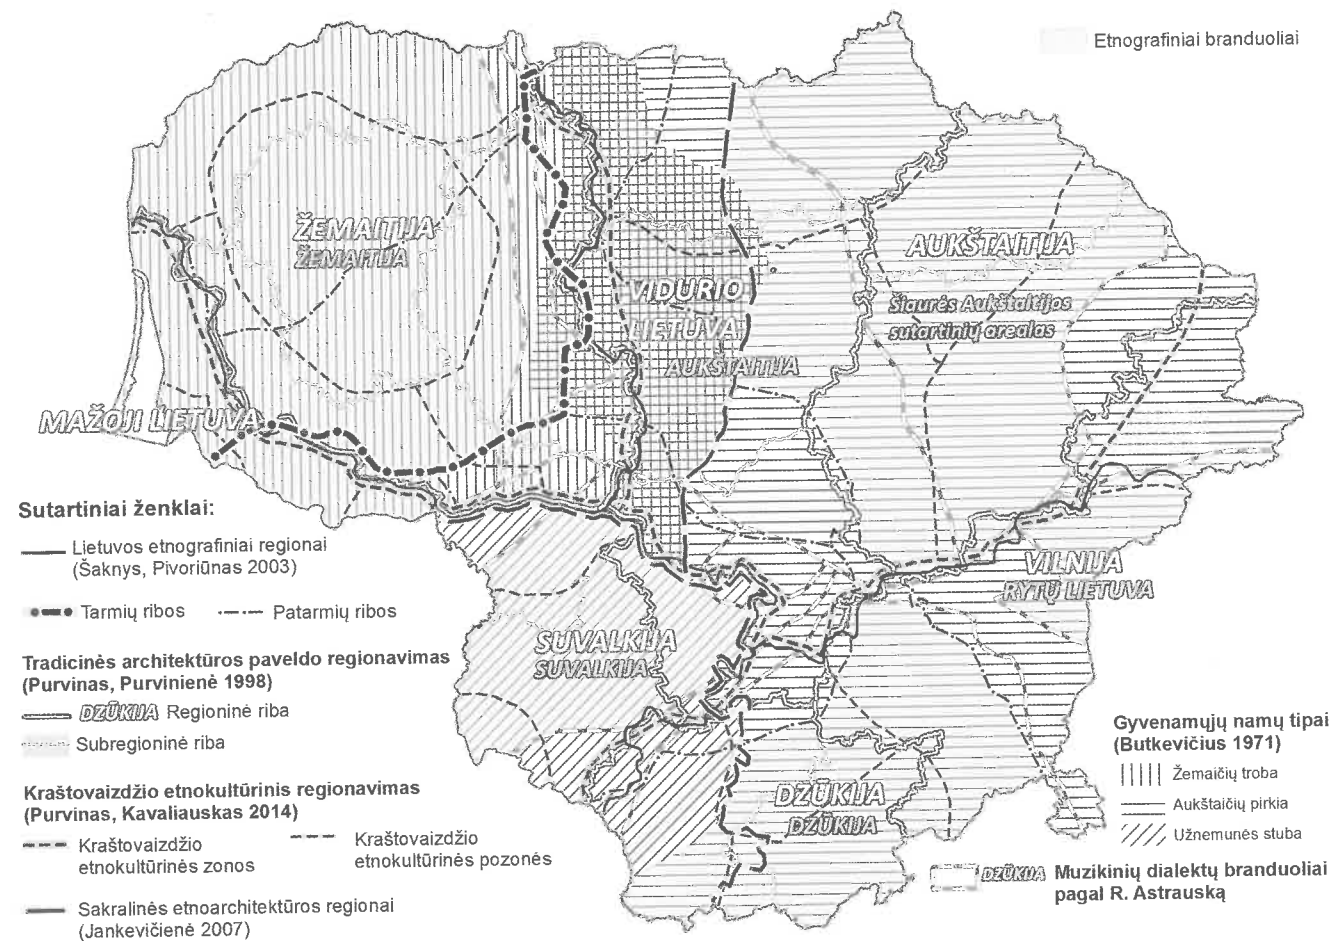 Etnografiniai branduoliai
ŽEMAITIJA
ŽEMAITIJA
VIDURIO
LIETUVA
AUKŠTAITIJA
AUKŠTAITIJA
Šiaurės Aukštaitijos
sutartinių arealas
MAŽOJI LIETUVA
VILNIJA
RYTŲ LIETUVA
SUVALKIJA
SUVALKIJA
DZŪKIJA
DZŪKIJA
Sutartiniai ženklai:
Lietuvos etnografiniai regionai
(Šaknys, Pivoriūnas 2003)
Tarmių ribos
Patarmių ribos
Tradicinės architektūros paveldo regionavimas
(Purvinas, Purvinienė 1998)
DZŪKIJA Regioninė riba
Subregioninė riba
Kraštovaizdžio etnokultūrinis regionavimas
(Purvinas, Kavaliauskas 2014)
Kraštovaizdžio
etnokultūrinės zonos
Kraštovaizdžio
etnokultūrinės pozonės
Sakralinės etnoarchitektūros regionai
(Jankevičienė 2007)
Gyvenamųjų namų tipai
(Butkevičius 1971)
Žemaičių troba
Aukštaičių pirkia
Užnemunės stuba
DZŪKIJA Muzikinių dialektų branduoliai
pagal R. Astrauską